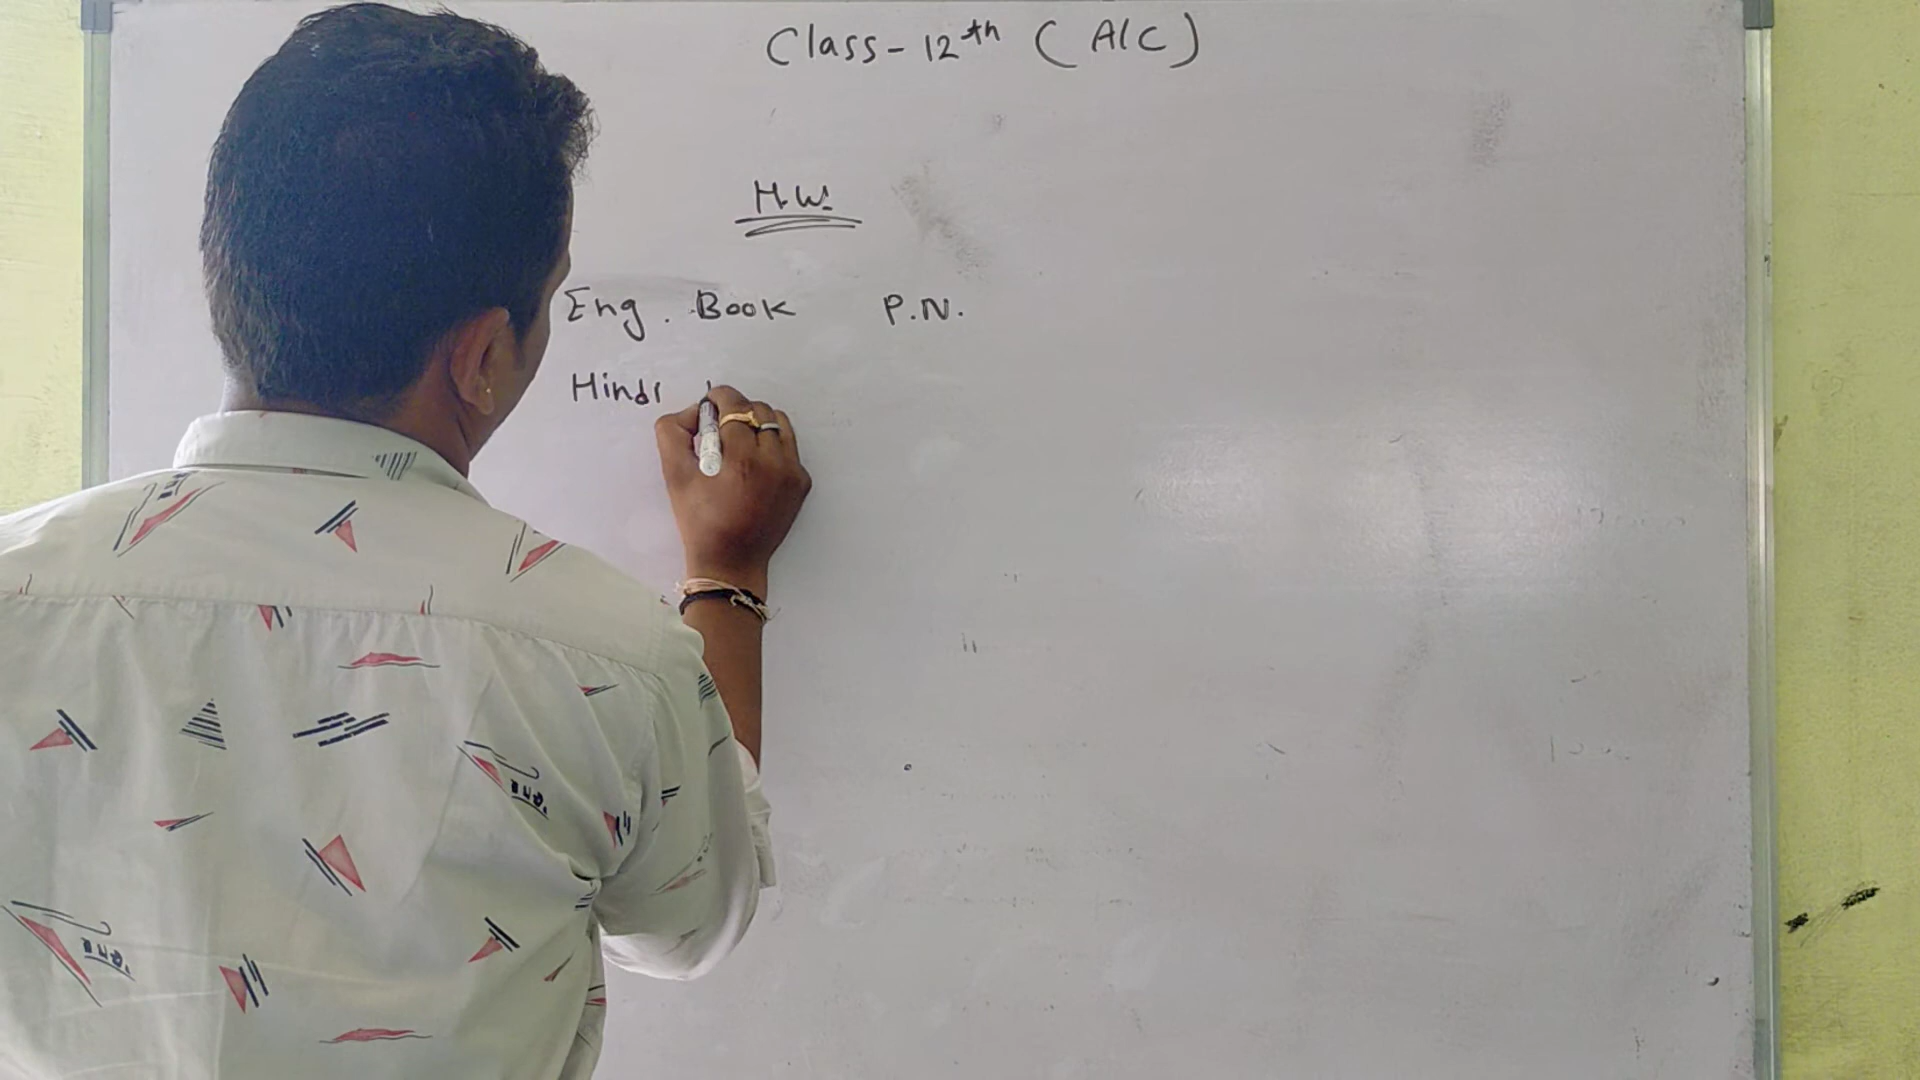 Class-12th (A/C)
H.W.
Eng. Book P.N.
Hindi